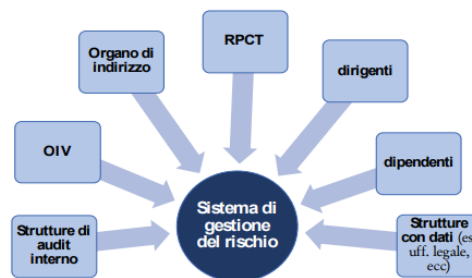 RPCT
Organo di
indirizzo
dirigenti
OIV
dipendenti
Strutture di
audit interno
Sistema di
gestione
del rischio
Strutture
con dati (es
uff. legale,
ecc)